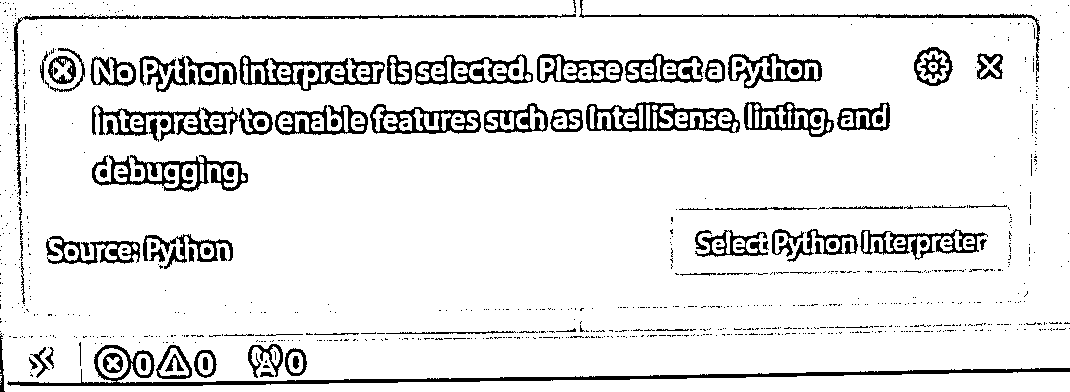 No Python interpreter is selected. Please select a Python
interpreter to enable features such as IntelliSense, linting, and
debugging.
Source: Python
Select Python Interpreter
0 0 0